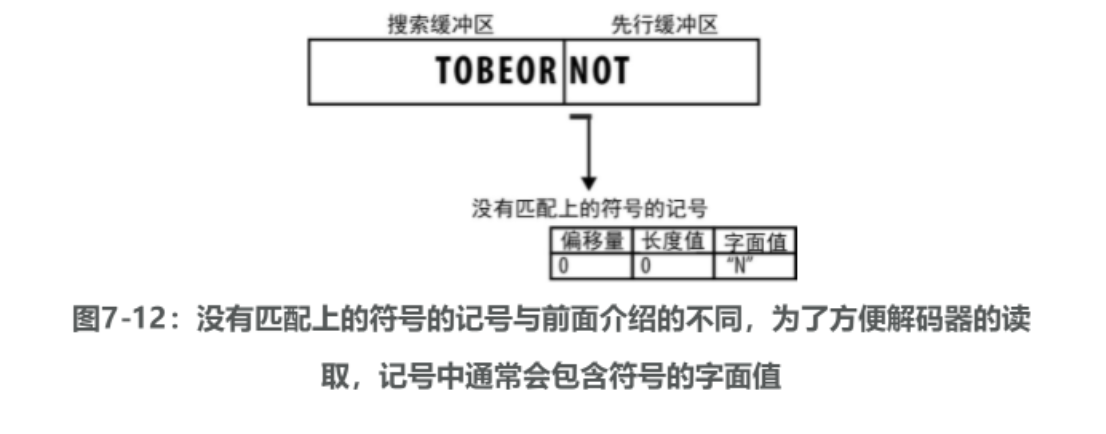 搜索缓冲区 先行缓冲区
TOBEOR NOT
没有匹配上的符号的记号
偏移量 长度值 字面值
0 0 “N”
图7-12：没有匹配上的符号的记号与前面介绍的不同，为了方便解码器的读
取，记号中通常会包含符号的字面值